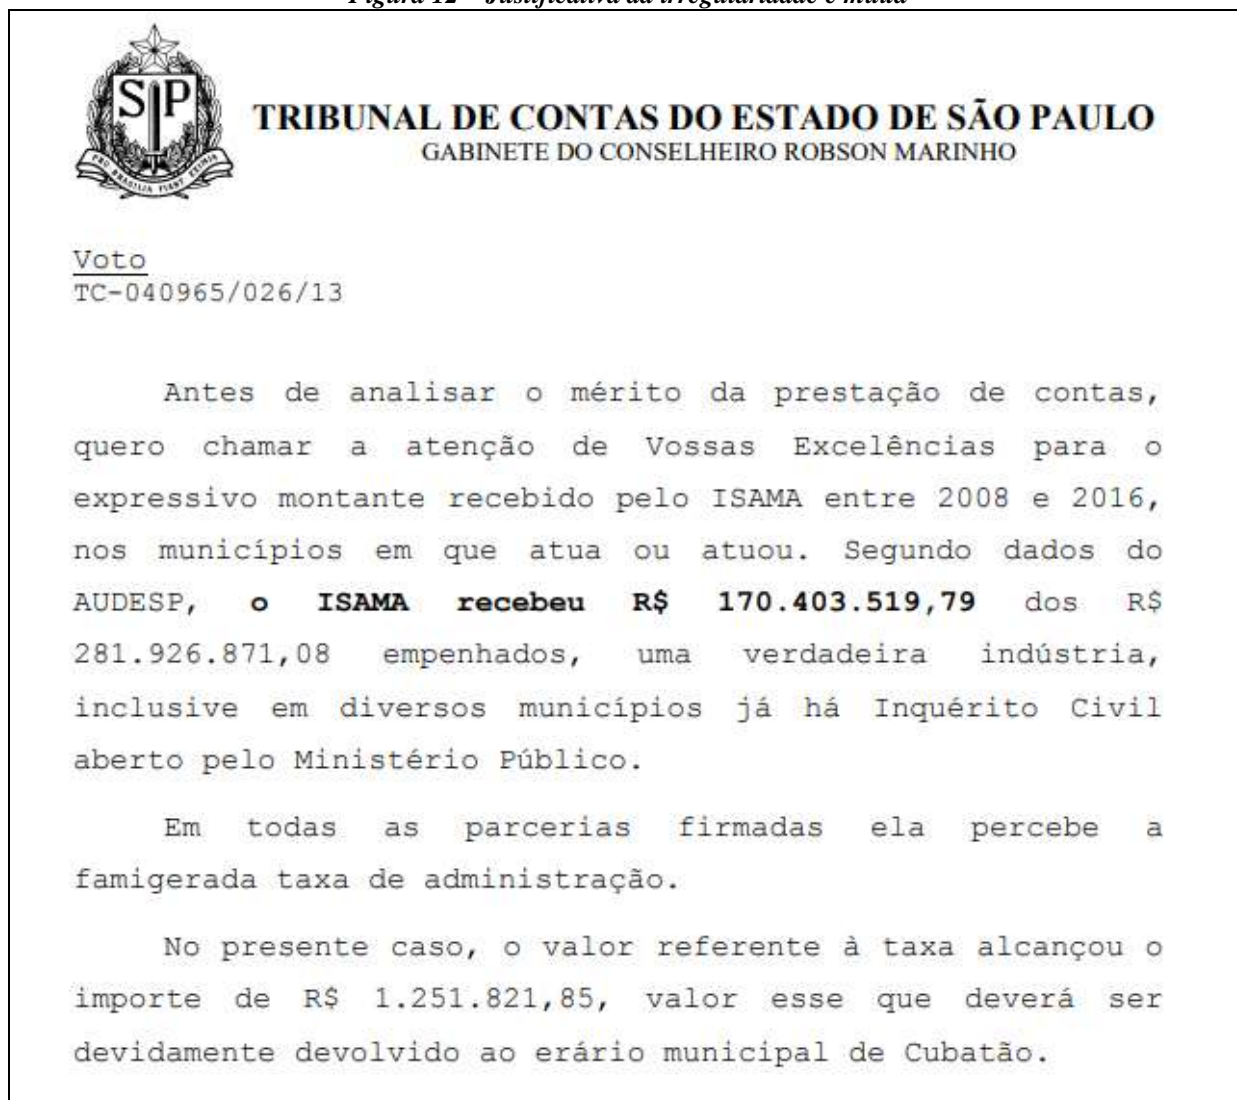 TRIBUNAL DE CONTAS DO ESTADO DE SÃO PAULO
GABINETE DO CONSELHEIRO ROBSON MARINHO
SP
Voto
TC-040965/026/13
Antes de analisar o mérito da prestação de contas,
quero chamar a atenção de Vossas Excelências para o
expressivo montante recebido pelo ISAMA entre 2008 e 2016,
nos municípios em que atua ou atuou. Segundo dados do
AUDESP, o ISAMA recebeu R$ 170.403.519,79 dos R$
281.926.871,08 empenhados, uma verdadeira indústria,
inclusive em diversos municípios já há Inquérito Civil
aberto pelo Ministério Público.
Em todas as parcerias firmadas ela percebe a
famigerada taxa de administração.
No presente caso, o valor referente à taxa alcançou o
importe de R$ 1.251.821,85, valor esse que deverá ser
devidamente devolvido ao erário municipal de Cubatão.